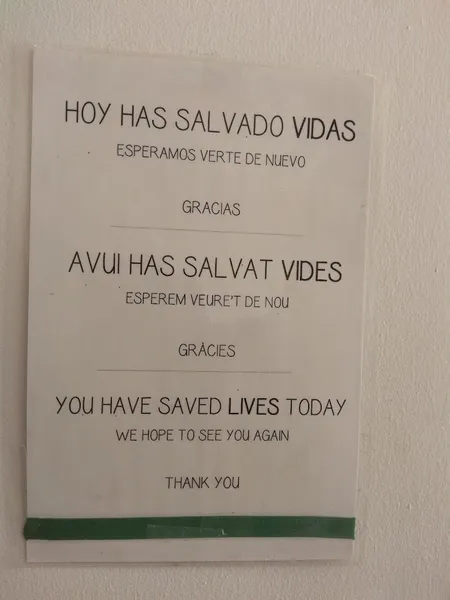 HOY HAS SALVADO VIDAS
ESPERAMOS VERTE DE NUEVO
GRACIAS
AVUI HAS SALVAT VIDES
ESPEREM VEURE'T DE NOU
GRÀCIES
YOU HAVE SAVED LIVES TODAY
WE HOPE TO SEE YOU AGAIN
THANK YOU